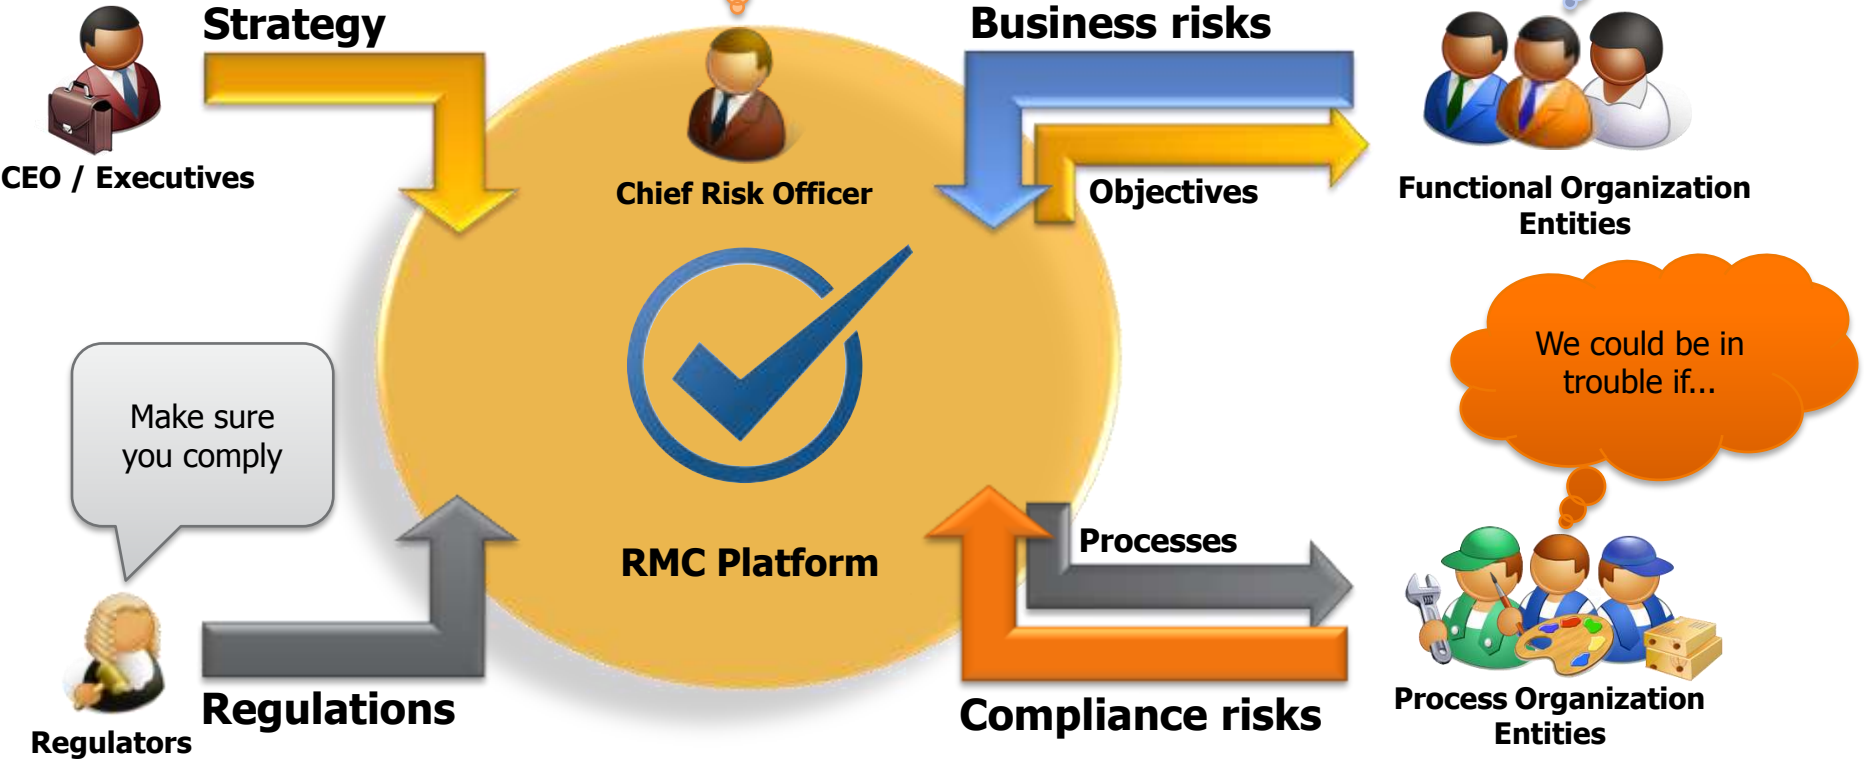 Strategy
Business risks
CEO / Executives
Chief Risk Officer
Objectives
Functional Organization
Entities
We could be in
trouble if...
Make sure
you comply
RMC Platform
Processes
Regulations
Compliance risks
Process Organization
Entities
Regulators